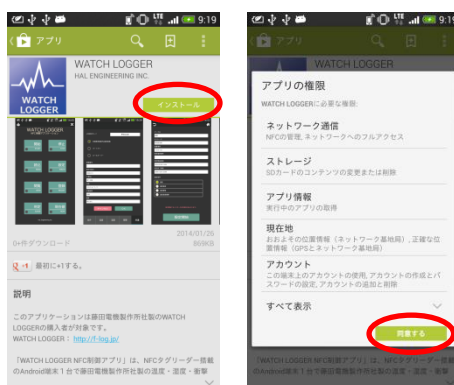 LTE
9:19
アプリ
WATCH LOGGER
HAL ENGINEERING INC.
WATCH
LOGGER
インストール
WATCH LOGGER
2014/01/26
0+件ダウンロード
869KB
+1 最初に+1する。
説明
このアプリケーションは藤田電機製作所社製のWATCH
LOGGERの購入者が対象です。
WATCH LOGGER： http://f-log.jp/
「WATCH LOGGER NFC制御アプリ」は、NFCタグリーダー搭載
のAndroid端末１台で藤田電機製作所社製の温度・湿度・衝撃
LTE
9:19
アプリ
WATCH LOGGER
アプリの権限
WATCH LOGGERに必要な権限:
ネットワーク通信
NFCの管理, ネットワークへのフルアクセス
ストレージ
SDカードのコンテンツの変更または削除
アプリ情報
実行中のアプリの取得
現在地
おおよその位置情報（ネットワーク基地局）, 正確な位
置情報（GPSとネットワーク基地局）
アカウント
この端末上のアカウントの使用, アカウントの作成とパ
スワードの設定, アカウントの追加と削除
すべて表示
同意する
「WATCH LOGGER NFC制御アプリ」は、NFCタグリーダー搭載
のAndroid端末１台で藤田電機製作所社製の温度・湿度・衝撃